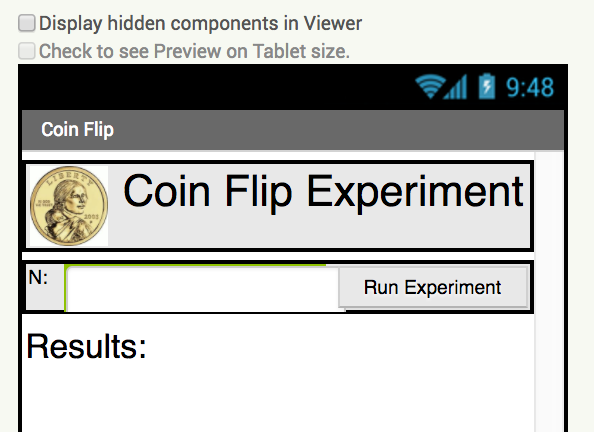 Display hidden components in Viewer
Check to see Preview on Tablet size.
9:48
Coin Flip
LIBERTY
Coin Flip Experiment
N:
Run Experiment
Results: